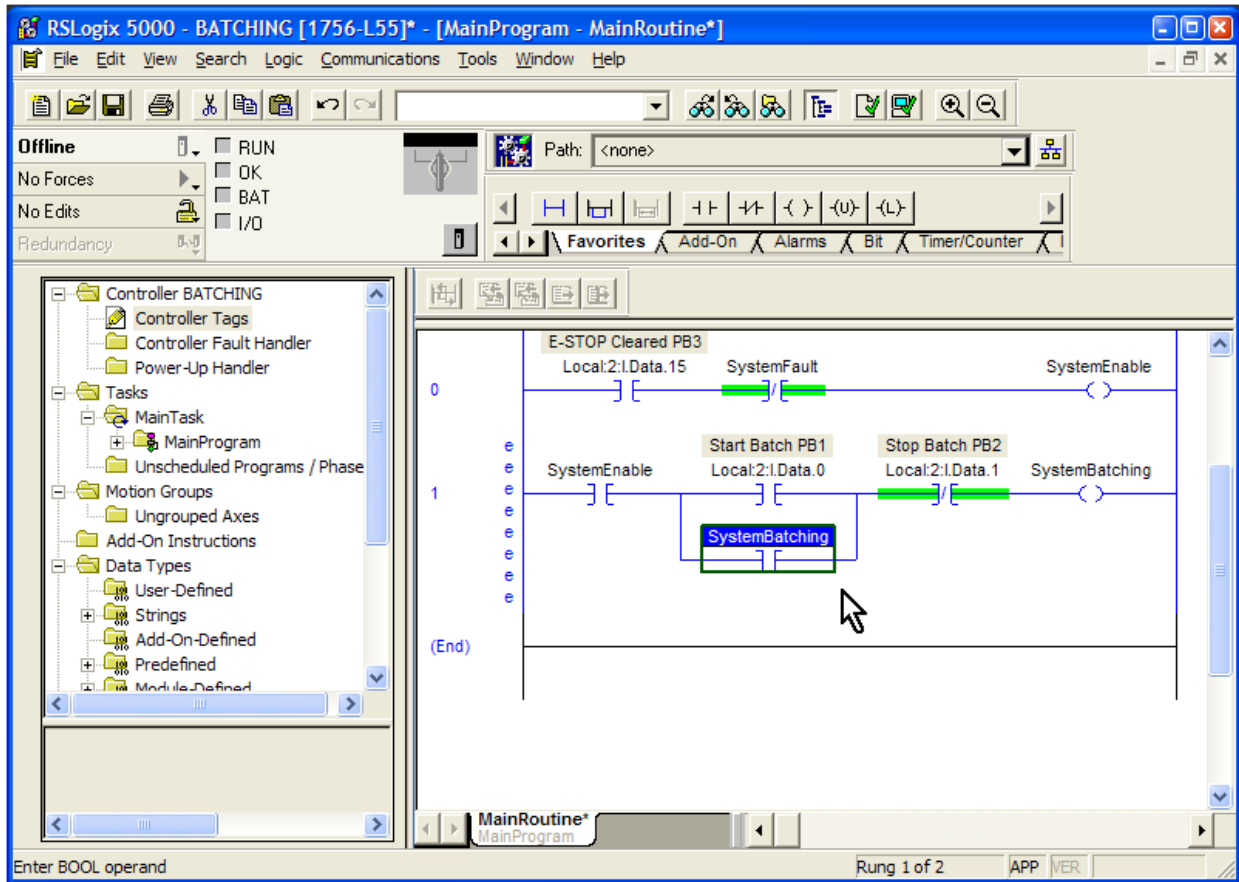 RSLogix 5000 - BATCHING [1756-L55]* - [MainProgram - MainRoutine*]
File Edit View Search Logic Communications Tools Window Help
Offline
RUN
No Forces
OK
No Edits
BAT
Redundancy
I/O
Path: <none>
Favorites Add-On Alarms Bit Timer/Counter
Controller BATCHING
Controller Tags
Controller Fault Handler
Power-Up Handler
Tasks
MainTask
MainProgram
Unscheduled Programs / Phase
Motion Groups
Ungrouped Axes
Add-On Instructions
Data Types
User-Defined
Strings
Add-On-Defined
Predefined
Module-Defined
E-STOP Cleared PB3
Local:2:I.Data.15 SystemFault SystemEnable
0
Start Batch PB1 Stop Batch PB2
SystemEnable Local:2:I.Data.0 Local:2:I.Data.1 SystemBatching
1
e
e
e
e
e
e
e
e
SystemBatching
(End)
MainRoutine*
MainProgram
Enter BOOL operand
Rung 1 of 2 APP VER